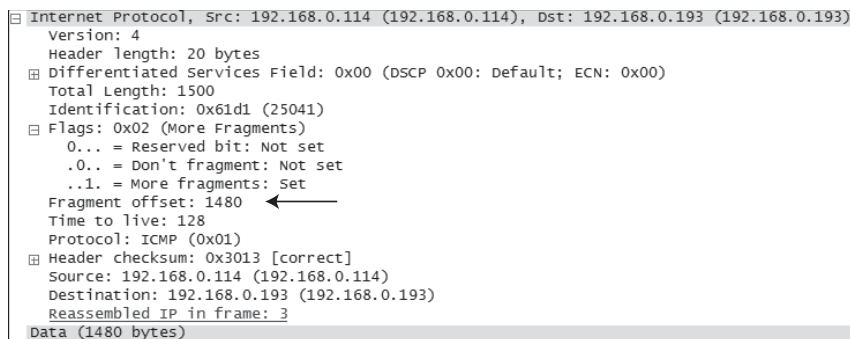 Internet Protocol, Src: 192.168.0.114 (192.168.0.114), Dst: 192.168.0.193 (192.168.0.193)
Version: 4
Header length: 20 bytes
Differentiated Services Field: 0x00 (DSCP 0x00: Default; ECN: 0x00)
Total Length: 1500
Identification: 0x61d1 (25041)
Flags: 0x02 (More Fragments)
0... = Reserved bit: Not set
.0.. = Don't fragment: Not set
..1. = More fragments: Set
Fragment offset: 1480
Time to live: 128
Protocol: ICMP (0x01)
Header checksum: 0x3013 [correct]
Source: 192.168.0.114 (192.168.0.114)
Destination: 192.168.0.193 (192.168.0.193)
Reassembled IP in frame: 3
Data (1480 bytes)